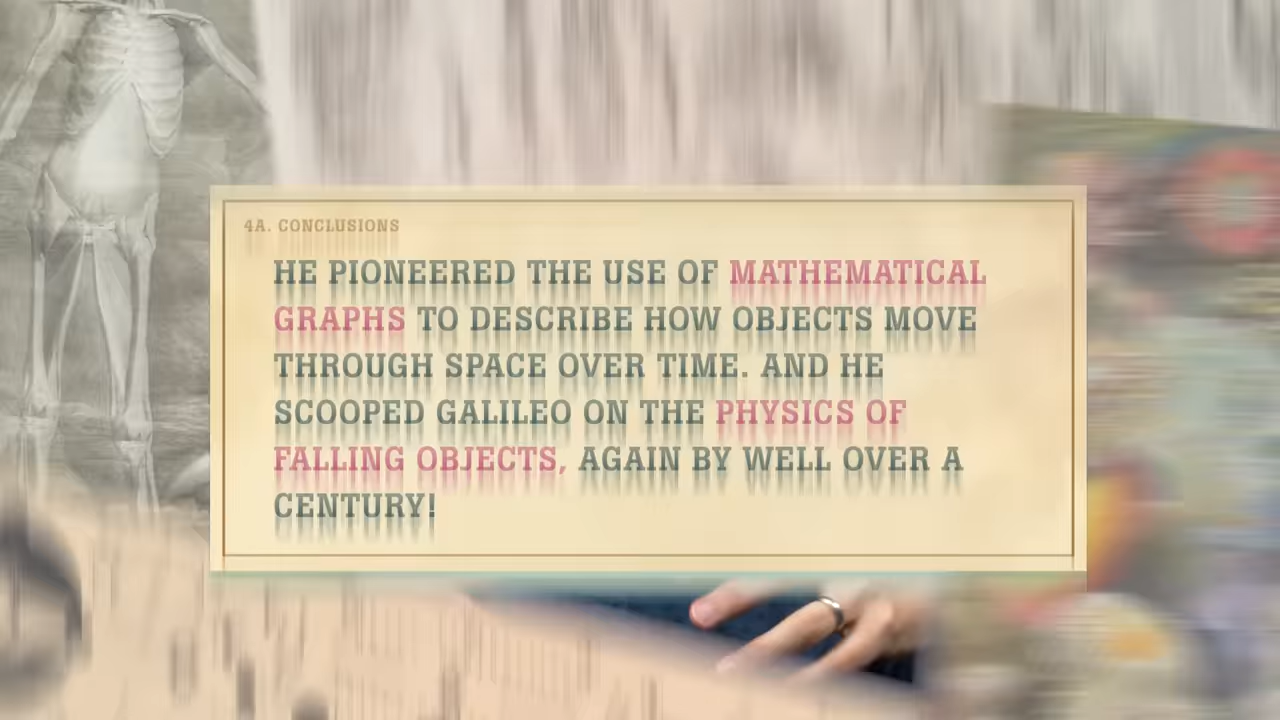 4A. CONCLUSIONS
HE PIONEERED THE USE OF MATHEMATICAL
GRAPHS TO DESCRIBE HOW OBJECTS MOVE
THROUGH SPACE OVER TIME. AND HE
SCOOPED GALILEO ON THE PHYSICS OF
FALLING OBJECTS, AGAIN BY WELL OVER A
CENTURY!